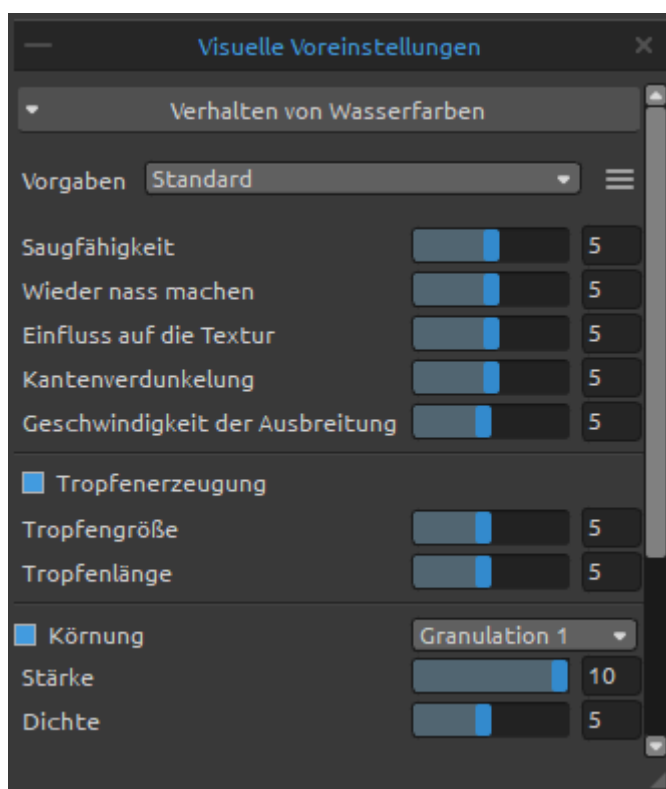 Visuelle Voreinstellungen
Verhalten von Wasserfarben
Vorgaben Standard
Saugfähigkeit 5
Wieder nass machen 5
Einfluss auf die Textur 5
Kantenverdunkelung 5
Geschwindigkeit der Ausbreitung 5
Tropfenerzeugung
Tropfengröße 5
Tropfenlänge 5
Körnung Granulation 1
Stärke 10
Dichte 5